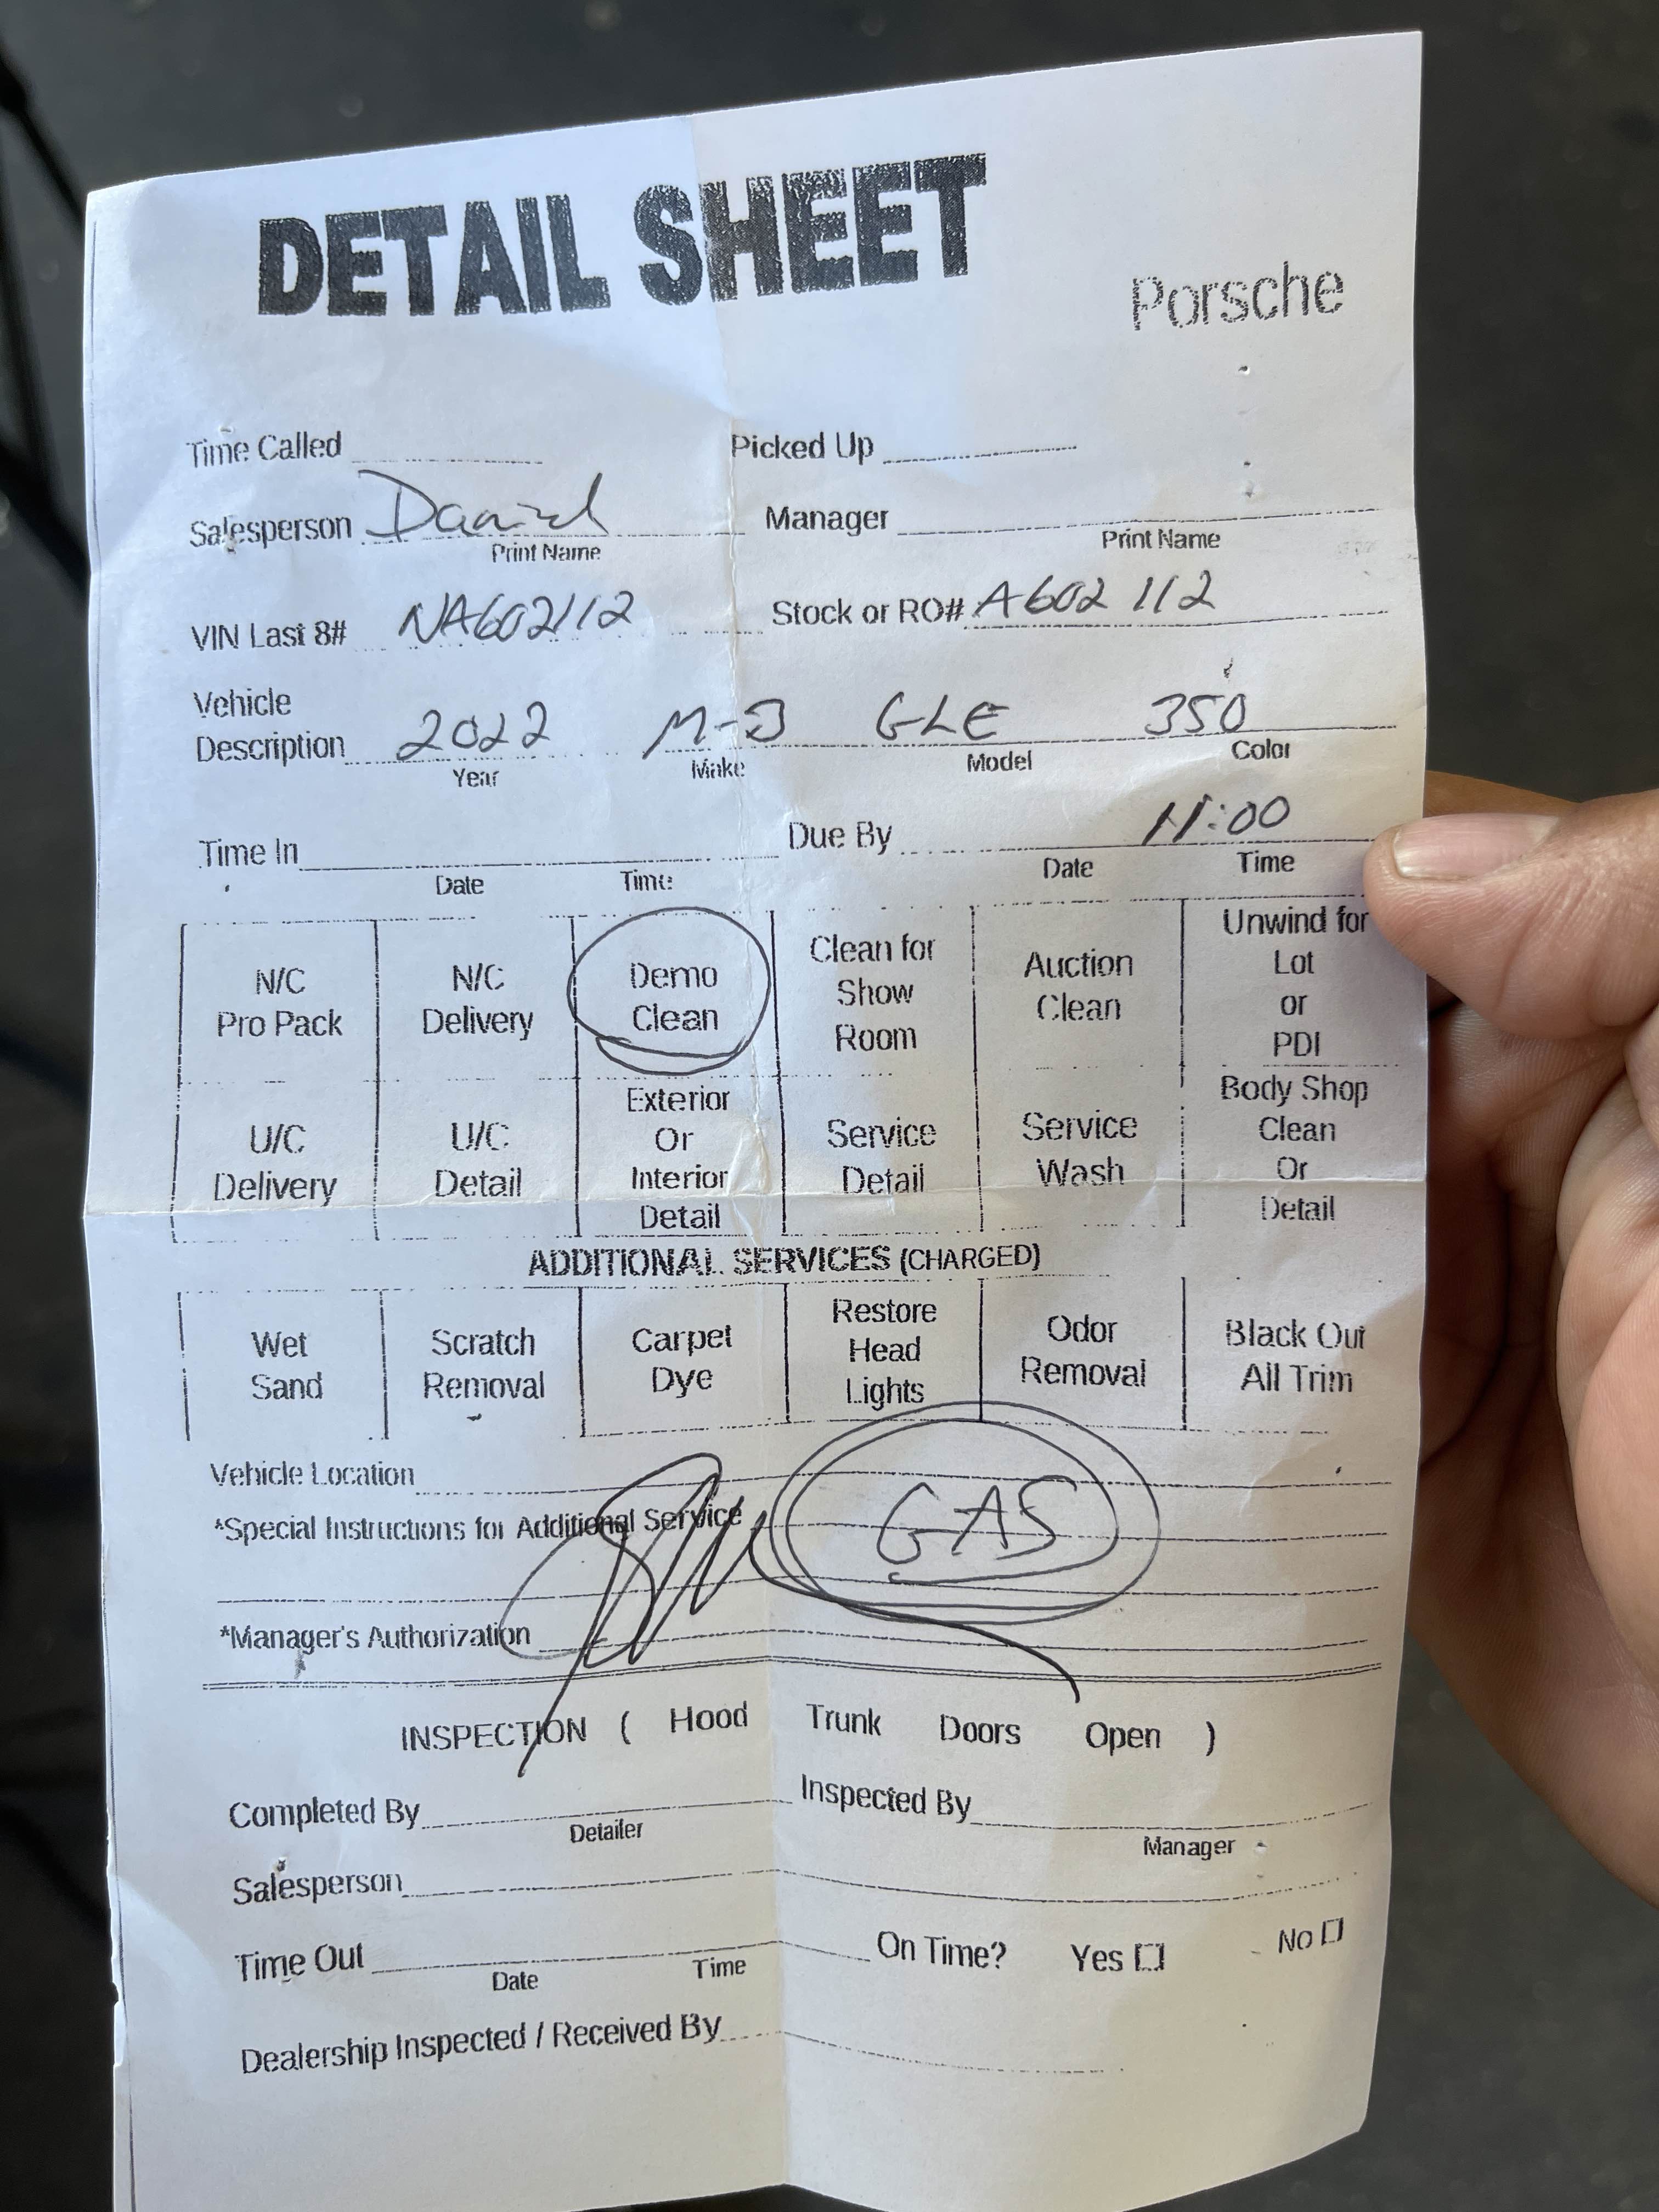 DETAIL SHEET
Porsche
Time Called Picked Up
Salesperson Daniel Manager
Print Name Print Name
VIN Last 8# NA602112 Stock or RO# A602112
Vehicle
Description 2022 M-B GLE 350
Year Make Model Color
Time In Due By 11:00
Date Time Date Time
N/C Pro Pack
N/C Delivery
Demo Clean
Clean for Show Room
Auction Clean
Unwind for Lot or PDI
U/C Delivery
U/C Detail
Exterior Or Interior Detail
Service Detail
Service Wash
Body Shop Clean Or Detail
ADDITIONAL SERVICES (CHARGED)
Wet Sand
Scratch Removal
Carpet Dye
Restore Head Lights
Odor Removal
Black Out All Trim
Vehicle Location
*Special Instructions for Additional Service GAS
*Manager's Authorization
INSPECTION ( Hood Trunk Doors Open )
Completed By Inspected By
Detailer Manager
Salesperson
Time Out On Time? Yes No
Date Time
Dealership Inspected / Received By